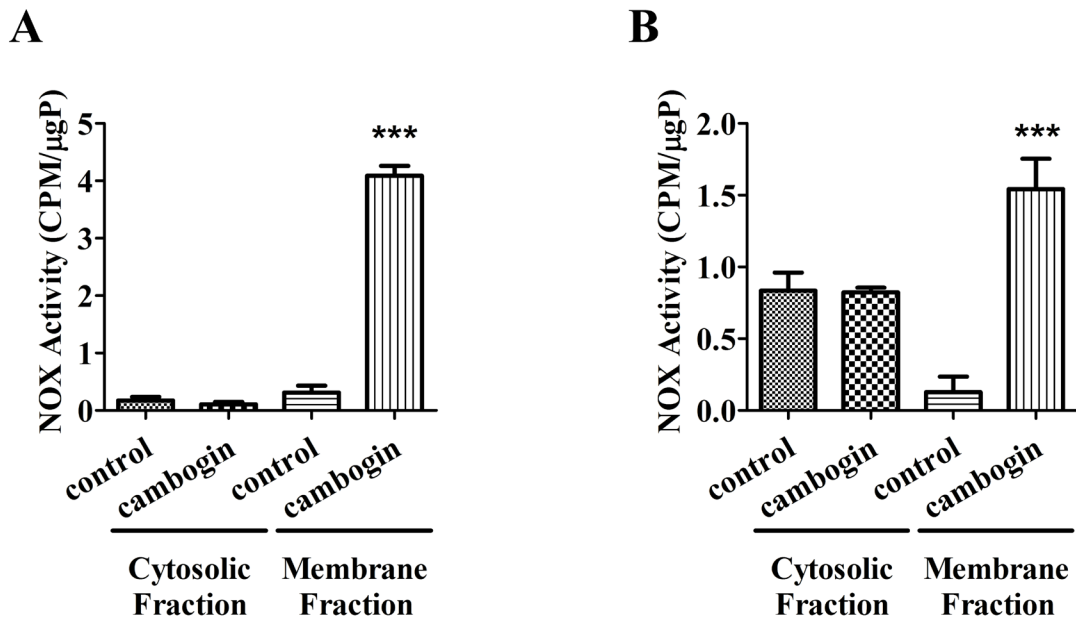 A
NOX Activity (CPM/µgP)
5
4
3
2
1
0
***
control
cambogin
control
cambogin
Cytosolic
Fraction
Membrane
Fraction
B
NOX Activity (CPM/µgP)
2.0
1.5
1.0
0.5
0.0
***
control
cambogin
control
cambogin
Cytosolic
Fraction
Membrane
Fraction